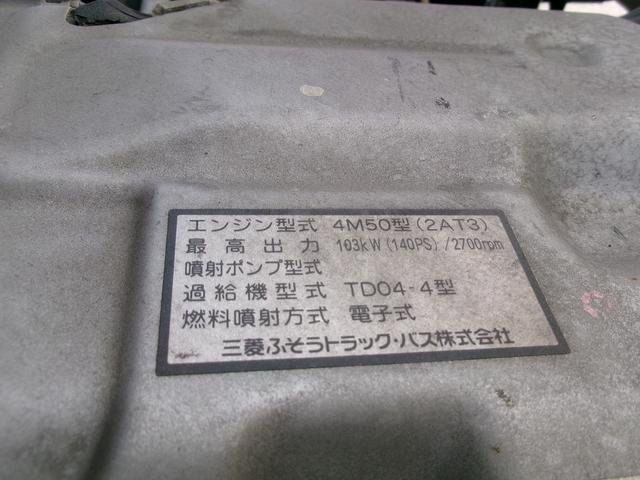 エンジン型式 4M50型(2AT3)
最高出力 103kW(140PS)/2700rpm
噴射ポンプ型式
過給機型式 TD04-4型
燃料噴射方式 電子式
三菱ふそうトラック・バス株式会社